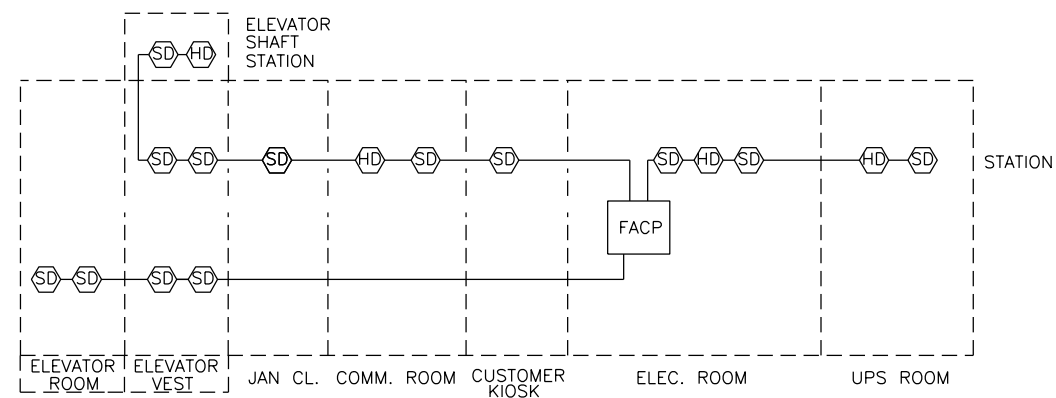 ELEVATOR
SHAFT
STATION
SD HD
SD SD SD HD SD SD SD HD SD HD SD
STATION
FACP
SD SD SD SD
ELEVATOR
ROOM
ELEVATOR
VEST
JAN CL.
COMM. ROOM
CUSTOMER
KIOSK
ELEC. ROOM
UPS ROOM